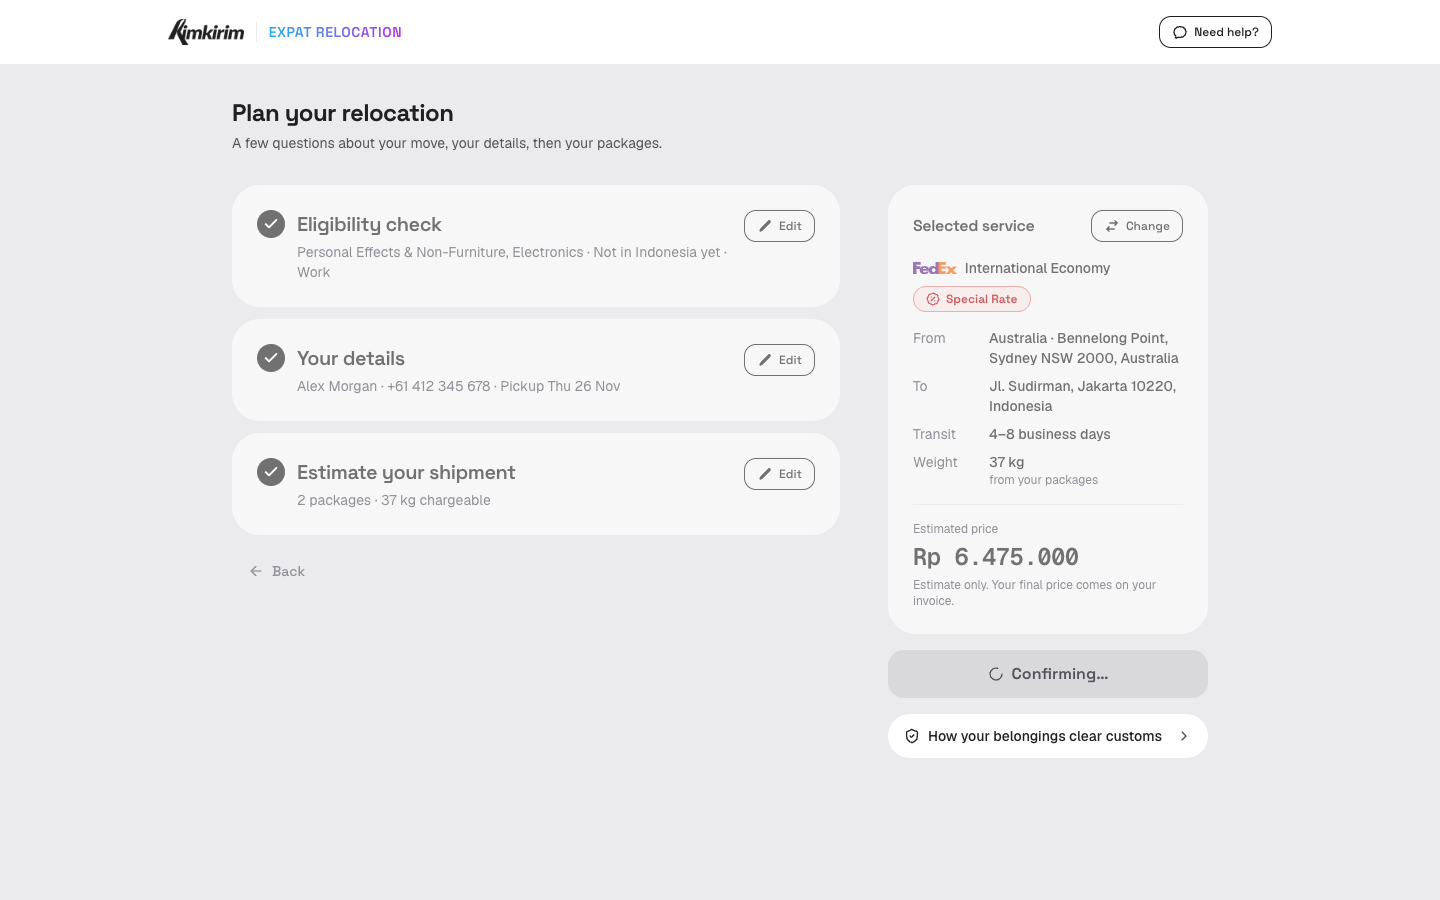 Kimkirim
EXPAT RELOCATION
Need help?
Plan your relocation
A few questions about your move, your details, then your packages.
Eligibility check
Edit
Personal Effects & Non-Furniture, Electronics · Not in Indonesia yet ·
Work
Your details
Edit
Alex Morgan · +61 412 345 678 · Pickup Thu 26 Nov
Estimate your shipment
Edit
2 packages · 37 kg chargeable
Back
Selected service
Change
FedEx International Economy
Special Rate
From
Australia · Bennelong Point,
Sydney NSW 2000, Australia
To
Jl. Sudirman, Jakarta 10220,
Indonesia
Transit
4–8 business days
Weight
37 kg
from your packages
Estimated price
Rp 6.475.000
Estimate only. Your final price comes on your
invoice.
Confirming...
How your belongings clear customs